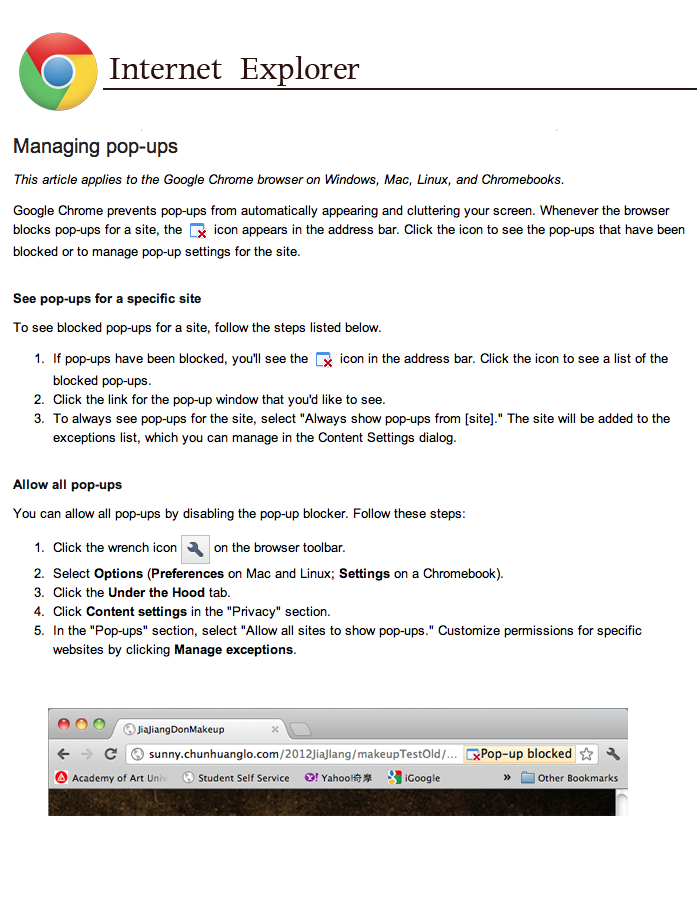 Internet Explorer
Managing pop-ups
This article applies to the Google Chrome browser on Windows, Mac, Linux, and Chromebooks.
Google Chrome prevents pop-ups from automatically appearing and cluttering your screen. Whenever the browser
blocks pop-ups for a site, the icon appears in the address bar. Click the icon to see the pop-ups that have been
blocked or to manage pop-up settings for the site.
See pop-ups for a specific site
To see blocked pop-ups for a site, follow the steps listed below.
1. If pop-ups have been blocked, you'll see the icon in the address bar. Click the icon to see a list of the
blocked pop-ups.
2. Click the link for the pop-up window that you'd like to see.
3. To always see pop-ups for the site, select "Always show pop-ups from [site]." The site will be added to the
exceptions list, which you can manage in the Content Settings dialog.
Allow all pop-ups
You can allow all pop-ups by disabling the pop-up blocker. Follow these steps:
1. Click the wrench icon on the browser toolbar.
2. Select Options (Preferences on Mac and Linux; Settings on a Chromebook).
3. Click the Under the Hood tab.
4. Click Content settings in the "Privacy" section.
5. In the "Pop-ups" section, select "Allow all sites to show pop-ups." Customize permissions for specific
websites by clicking Manage exceptions.
JiaJiangDonMakeup
sunny.chunhuanglo.com/2012JiaJIang/makeupTestOld/... Pop-up blocked
Academy of Art Univ Student Self Service Yahoo!奇摩 iGoogle » Other Bookmarks